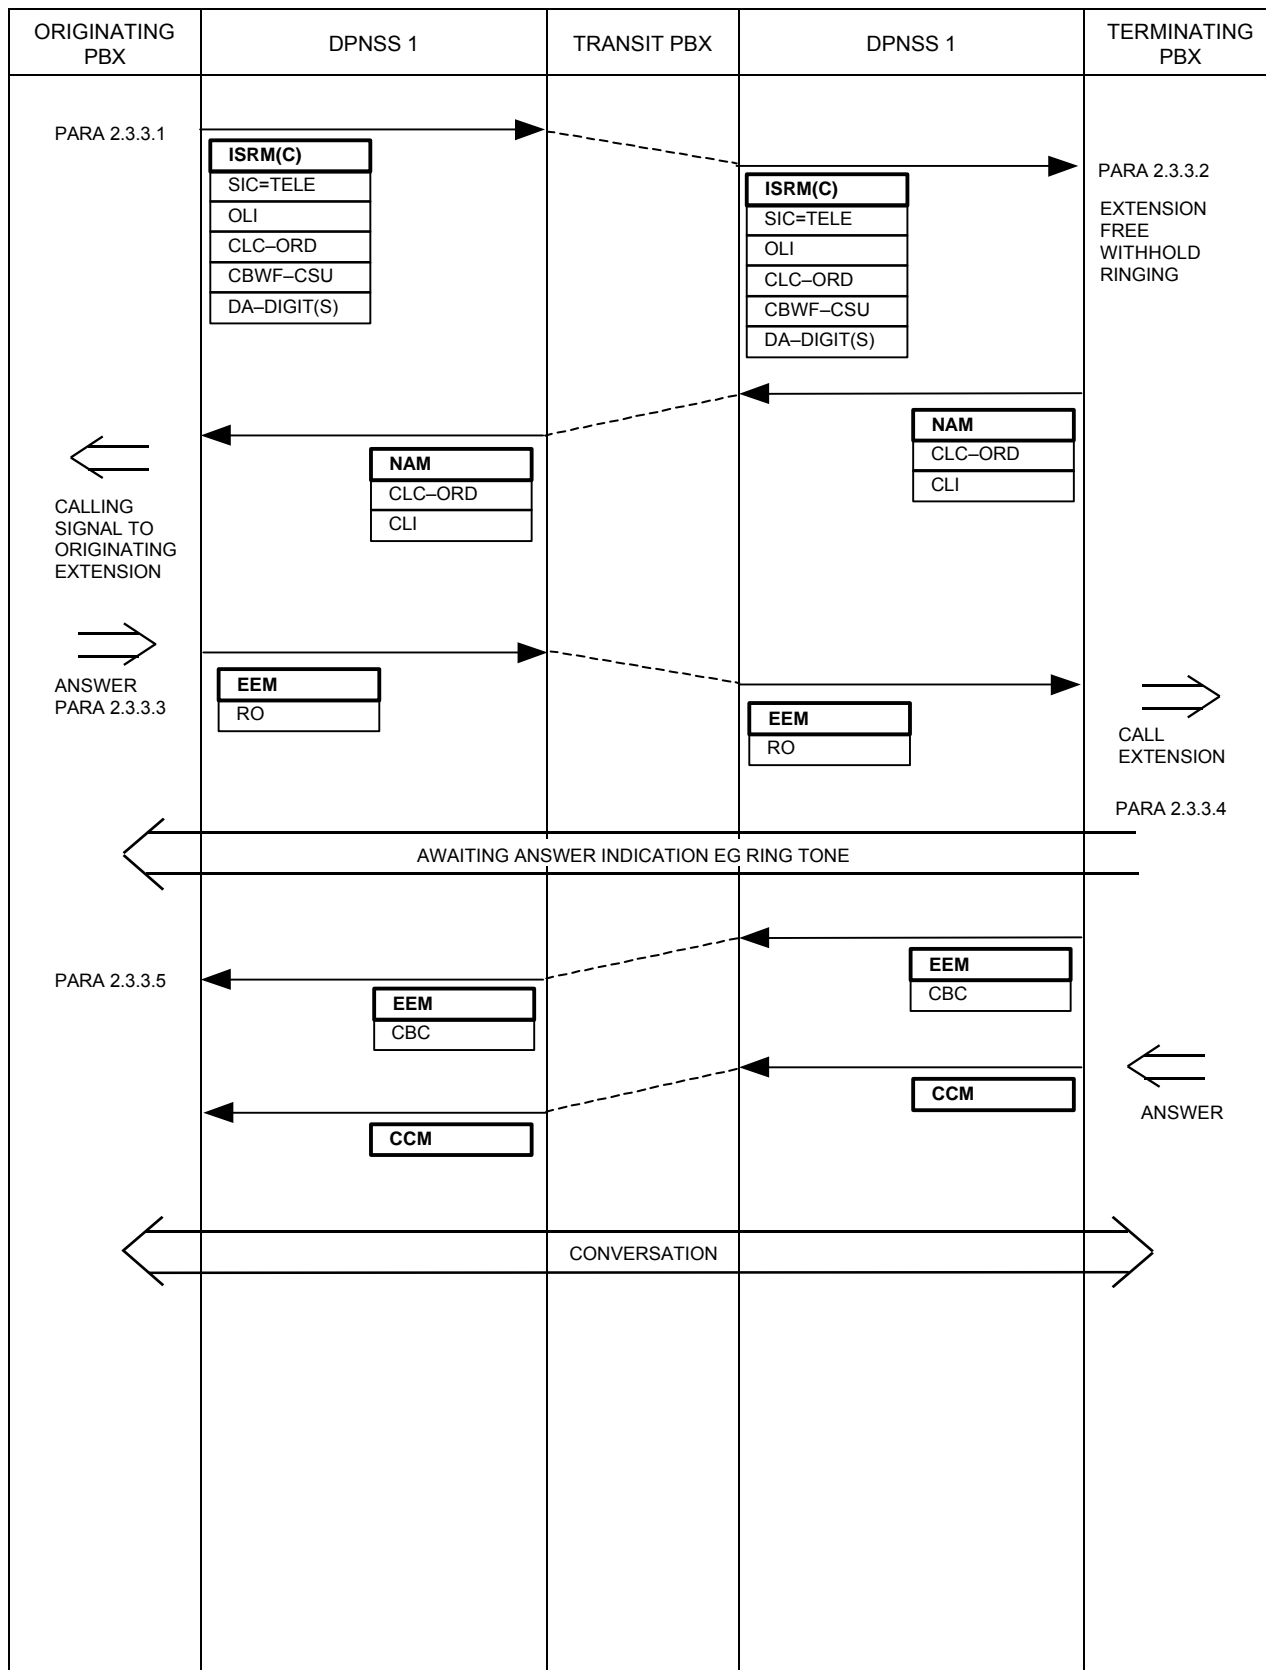 ORIGINATING
PBX
DPNSS 1
TRANSIT PBX
DPNSS 1
TERMINATING
PBX
PARA 2.3.3.1
ISRM(C)
SIC=TELE
OLI
CLC–ORD
CBWF–CSU
DA–DIGIT(S)
ISRM(C)
SIC=TELE
OLI
CLC–ORD
CBWF–CSU
DA–DIGIT(S)
PARA 2.3.3.2
EXTENSION
FREE
WITHHOLD
RINGING
NAM
CLC–ORD
CLI
NAM
CLC–ORD
CLI
CALLING
SIGNAL TO
ORIGINATING
EXTENSION
ANSWER
PARA 2.3.3.3
EEM
RO
EEM
RO
CALL
EXTENSION
PARA 2.3.3.4
AWAITING ANSWER INDICATION EG RING TONE
EEM
CBC
PARA 2.3.3.5
EEM
CBC
CCM
ANSWER
CCM
CONVERSATION